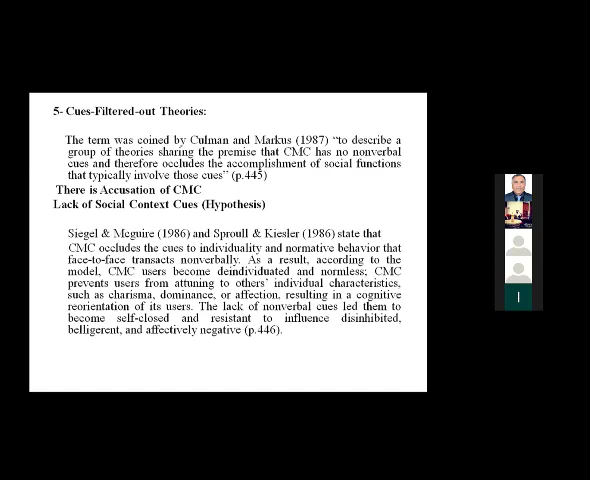 5- Cues-Filtered-out Theories:
The term was coined by Culman and Markus (1987) “to describe a
group of theories sharing the premise that CMC has no nonverbal
cues and therefore occludes the accomplishment of social functions
that typically involve those cues” (p.445)
There is Accusation of CMC
Lack of Social Context Cues (Hypothesis)
Siegel & Mcguire (1986) and Sproull & Kiesler (1986) state that
CMC occludes the cues to individuality and normative behavior that
face-to-face transacts nonverbally. As a result, according to the
model, CMC users become deindividuated and normless; CMC
prevents users from attuning to others’ individual characteristics,
such as charisma, dominance, or affection, resulting in a cognitive
reorientation of its users. The lack of nonverbal cues led them to
become self-closed and resistant to influence disinhibited,
belligerent, and affectively negative (p.446).
I